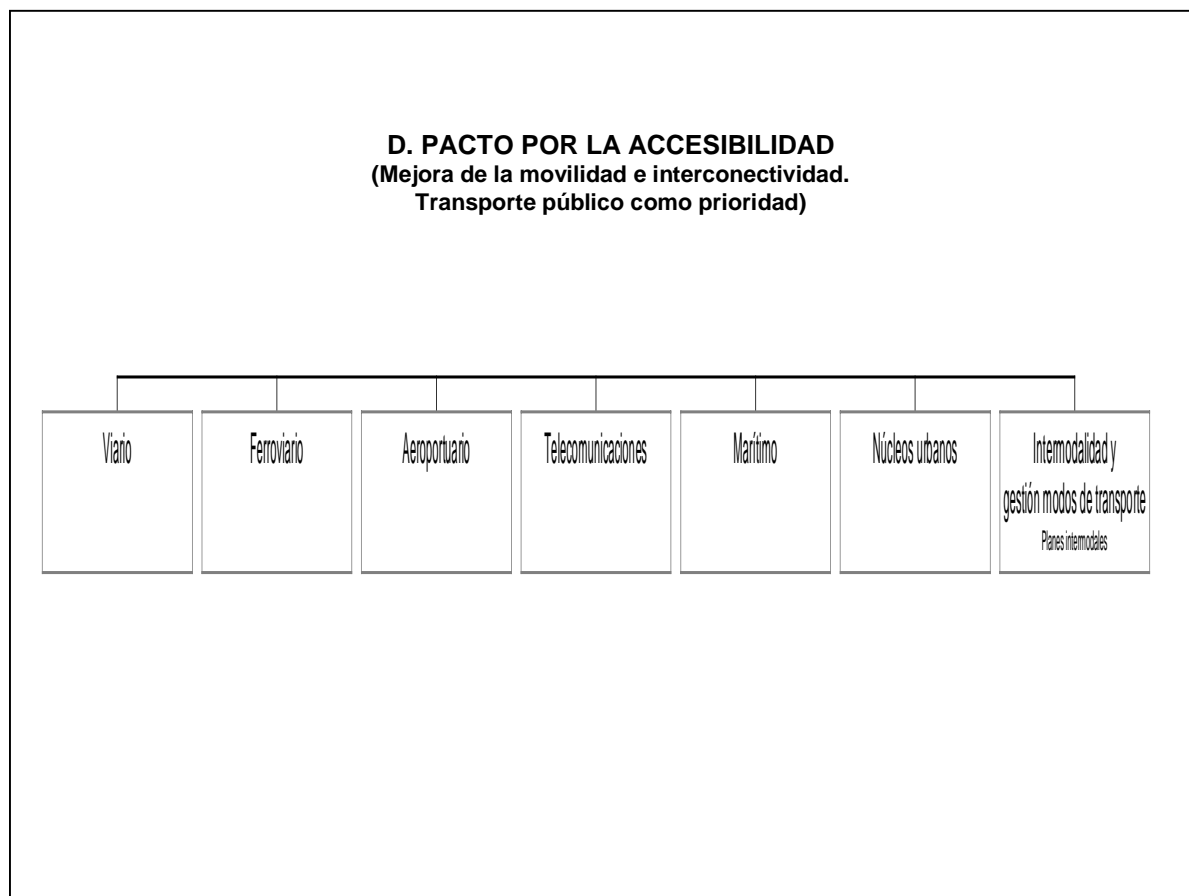 D. PACTO POR LA ACCESIBILIDAD
(Mejora de la movilidad e interconectividad.
Transporte público como prioridad)
Viario
Ferroviario
Aeroportuario
Telecomunicaciones
Marítimo
Núcleos urbanos
Intermodalidad y
gestión modos de transporte
Planes intermodales